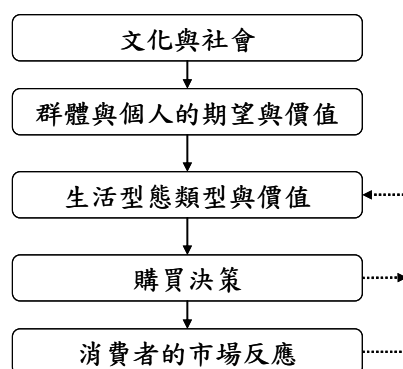 文化與社會
群體與個人的期望與價值
生活型態類型與價值
購買決策
消費者的市場反應